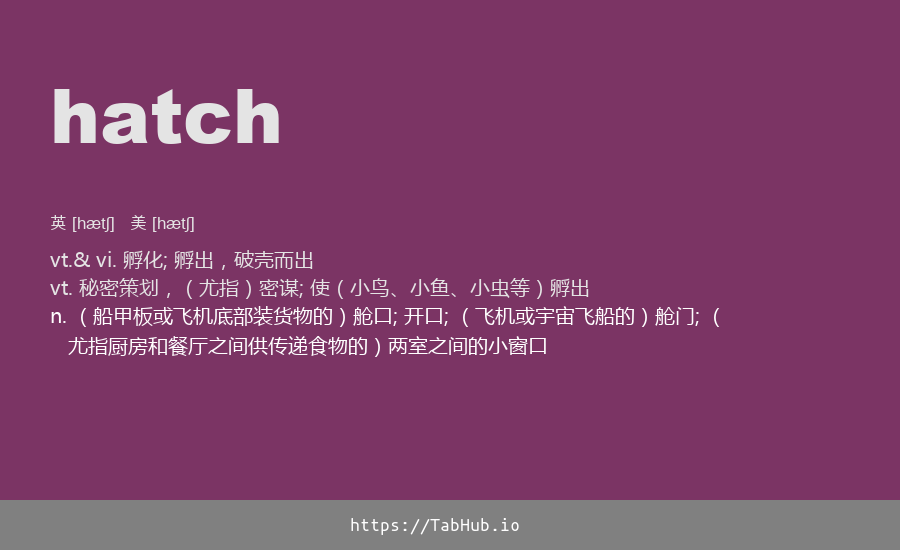 hatch
英 [hætʃ] 美 [hætʃ]
vt.& vi. 孵化; 孵出，破壳而出
vt. 秘密策划，（尤指）密谋; 使（小鸟、小鱼、小虫等）孵出
n. （船甲板或飞机底部装货物的）舱口; 开口; （飞机或宇宙飞船的）舱门; （
尤指厨房和餐厅之间供传递食物的）两室之间的小窗口
https://TabHub.io